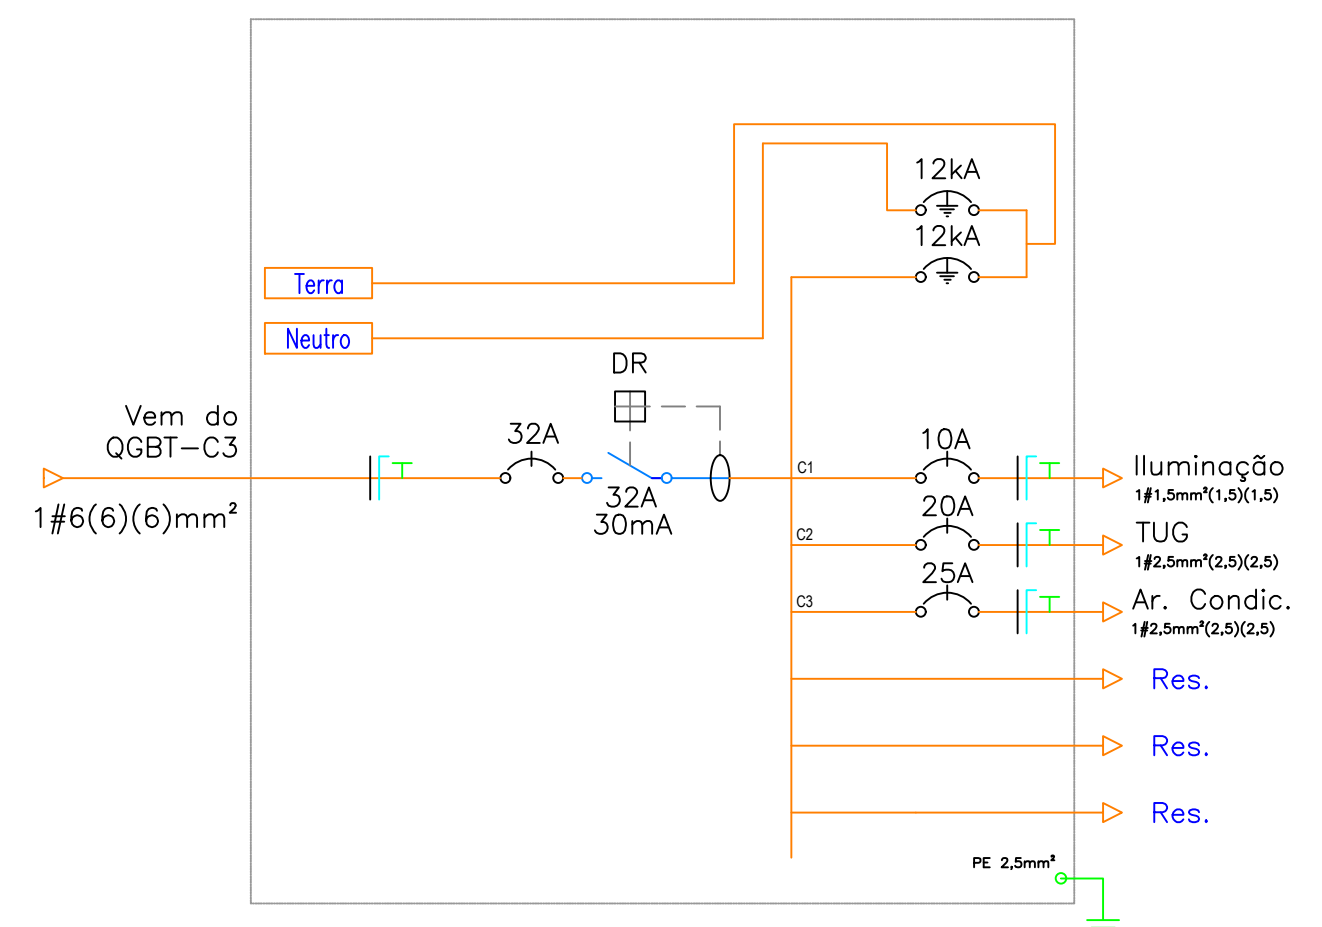 12kA
12kA
Terra
Neutro
DR
Vem do
QGBT-C3
1#6(6)(6)mm²
32A
32A
30mA
C1
10A
Iluminação
1#1,5mm²(1,5)(1,5)
C2
20A
TUG
1#2,5mm²(2,5)(2,5)
C3
25A
Ar. Condic.
1#2,5mm²(2,5)(2,5)
Res.
Res.
Res.
PE 2,5mm²